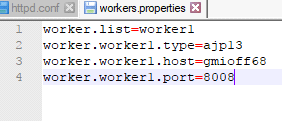 httpd.conf workers.properties
1 worker.list=worker1
2 worker.worker1.type=ajp13
3 worker.worker1.host=gmioff68
4 worker.worker1.port=8008